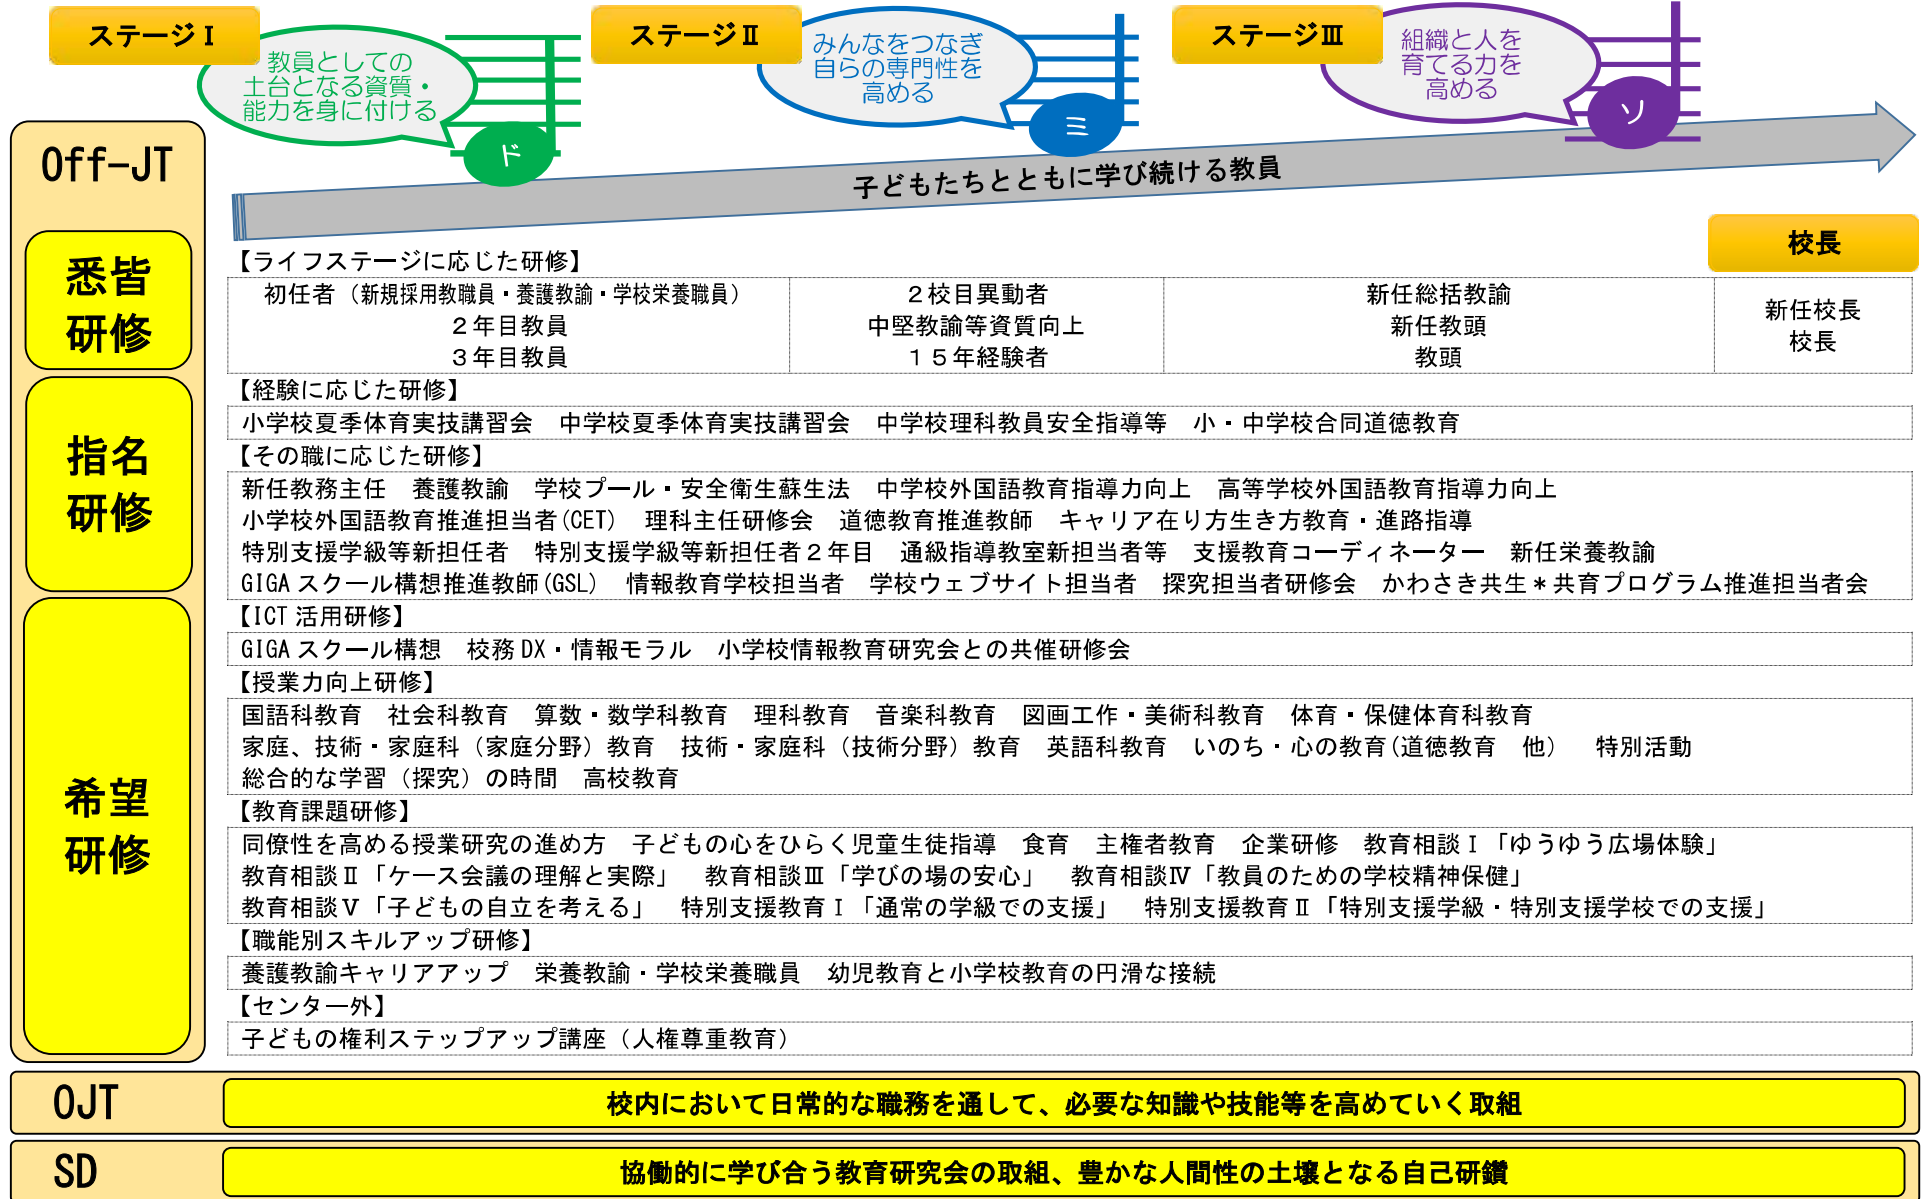 ステージⅠ
教員としての
土台となる資質・
能力を身に付ける
ド
ステージⅡ
みんなをつなぎ
自らの専門性を
高める
ミ
ステージⅢ
組織と人を
育てる力を
高める
ソ
子どもたちとともに学び続ける教員
Off-JT
校長
悉皆
研修
【ライフステージに応じた研修】
初任者（新規採用教職員・養護教諭・学校栄養職員）
２年目教員
３年目教員
２校目異動者
中堅教諭等資質向上
１５年経験者
新任総括教諭
新任教頭
教頭
新任校長
校長
指名
研修
【経験に応じた研修】
小学校夏季体育実技講習会　中学校夏季体育実技講習会　中学校理科教員安全指導等　小・中学校合同道徳教育
【その職に応じた研修】
新任教務主任　養護教諭　学校プール・安全衛生蘇生法　中学校外国語教育指導力向上　高等学校外国語教育指導力向上
小学校外国語教育推進担当者(CET)　理科主任研修会　道徳教育推進教師　キャリア在り方生き方教育・進路指導
特別支援学級等新担任者　特別支援学級等新担任者２年目　通級指導教室新担当者等　支援教育コーディネーター　新任栄養教諭
GIGAスクール構想推進教師(GSL)　情報教育学校担当者　学校ウェブサイト担当者　探究担当者研修会　かわさき共生＊共育プログラム推進担当者会
希望
研修
【ICT活用研修】
GIGAスクール構想　校務DX・情報モラル　小学校情報教育研究会との共催研修会
【授業力向上研修】
国語科教育　社会科教育　算数・数学科教育　理科教育　音楽科教育　図画工作・美術科教育　体育・保健体育科教育
家庭、技術・家庭科（家庭分野）教育　技術・家庭科（技術分野）教育　英語科教育　いのち・心の教育(道徳教育　他）　特別活動
総合的な学習（探究）の時間　高校教育
【教育課題研修】
同僚性を高める授業研究の進め方　子どもの心をひらく児童生徒指導　食育　主権者教育　企業研修　教育相談Ⅰ「ゆうゆう広場体験」
教育相談Ⅱ「ケース会議の理解と実際」　教育相談Ⅲ「学びの場の安心」　教育相談Ⅳ「教員のための学校精神保健」
教育相談Ⅴ「子どもの自立を考える」　特別支援教育Ⅰ「通常の学級での支援」　特別支援教育Ⅱ「特別支援学級・特別支援学校での支援」
【職能別スキルアップ研修】
養護教諭キャリアアップ　栄養教諭・学校栄養職員　幼児教育と小学校教育の円滑な接続
【センター外】
子どもの権利ステップアップ講座（人権尊重教育）
OJT
校内において日常的な職務を通して、必要な知識や技能等を高めていく取組
SD
協働的に学び合う教育研究会の取組、豊かな人間性の土壌となる自己研鑽